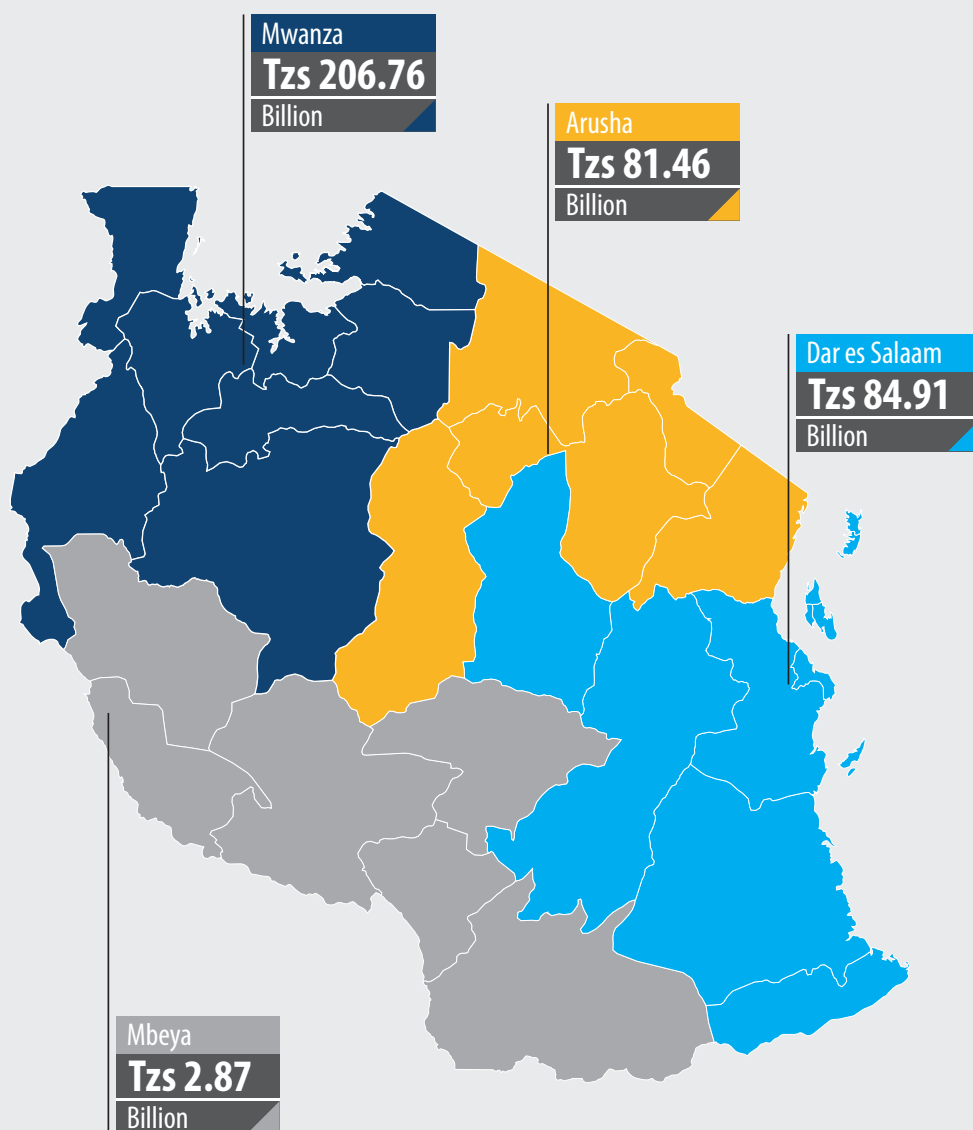 Mwanza
Tzs 206.76
Billion
Arusha
Tzs 81.46
Billion
Dar es Salaam
Tzs 84.91
Billion
Mbeya
Tzs 2.87
Billion